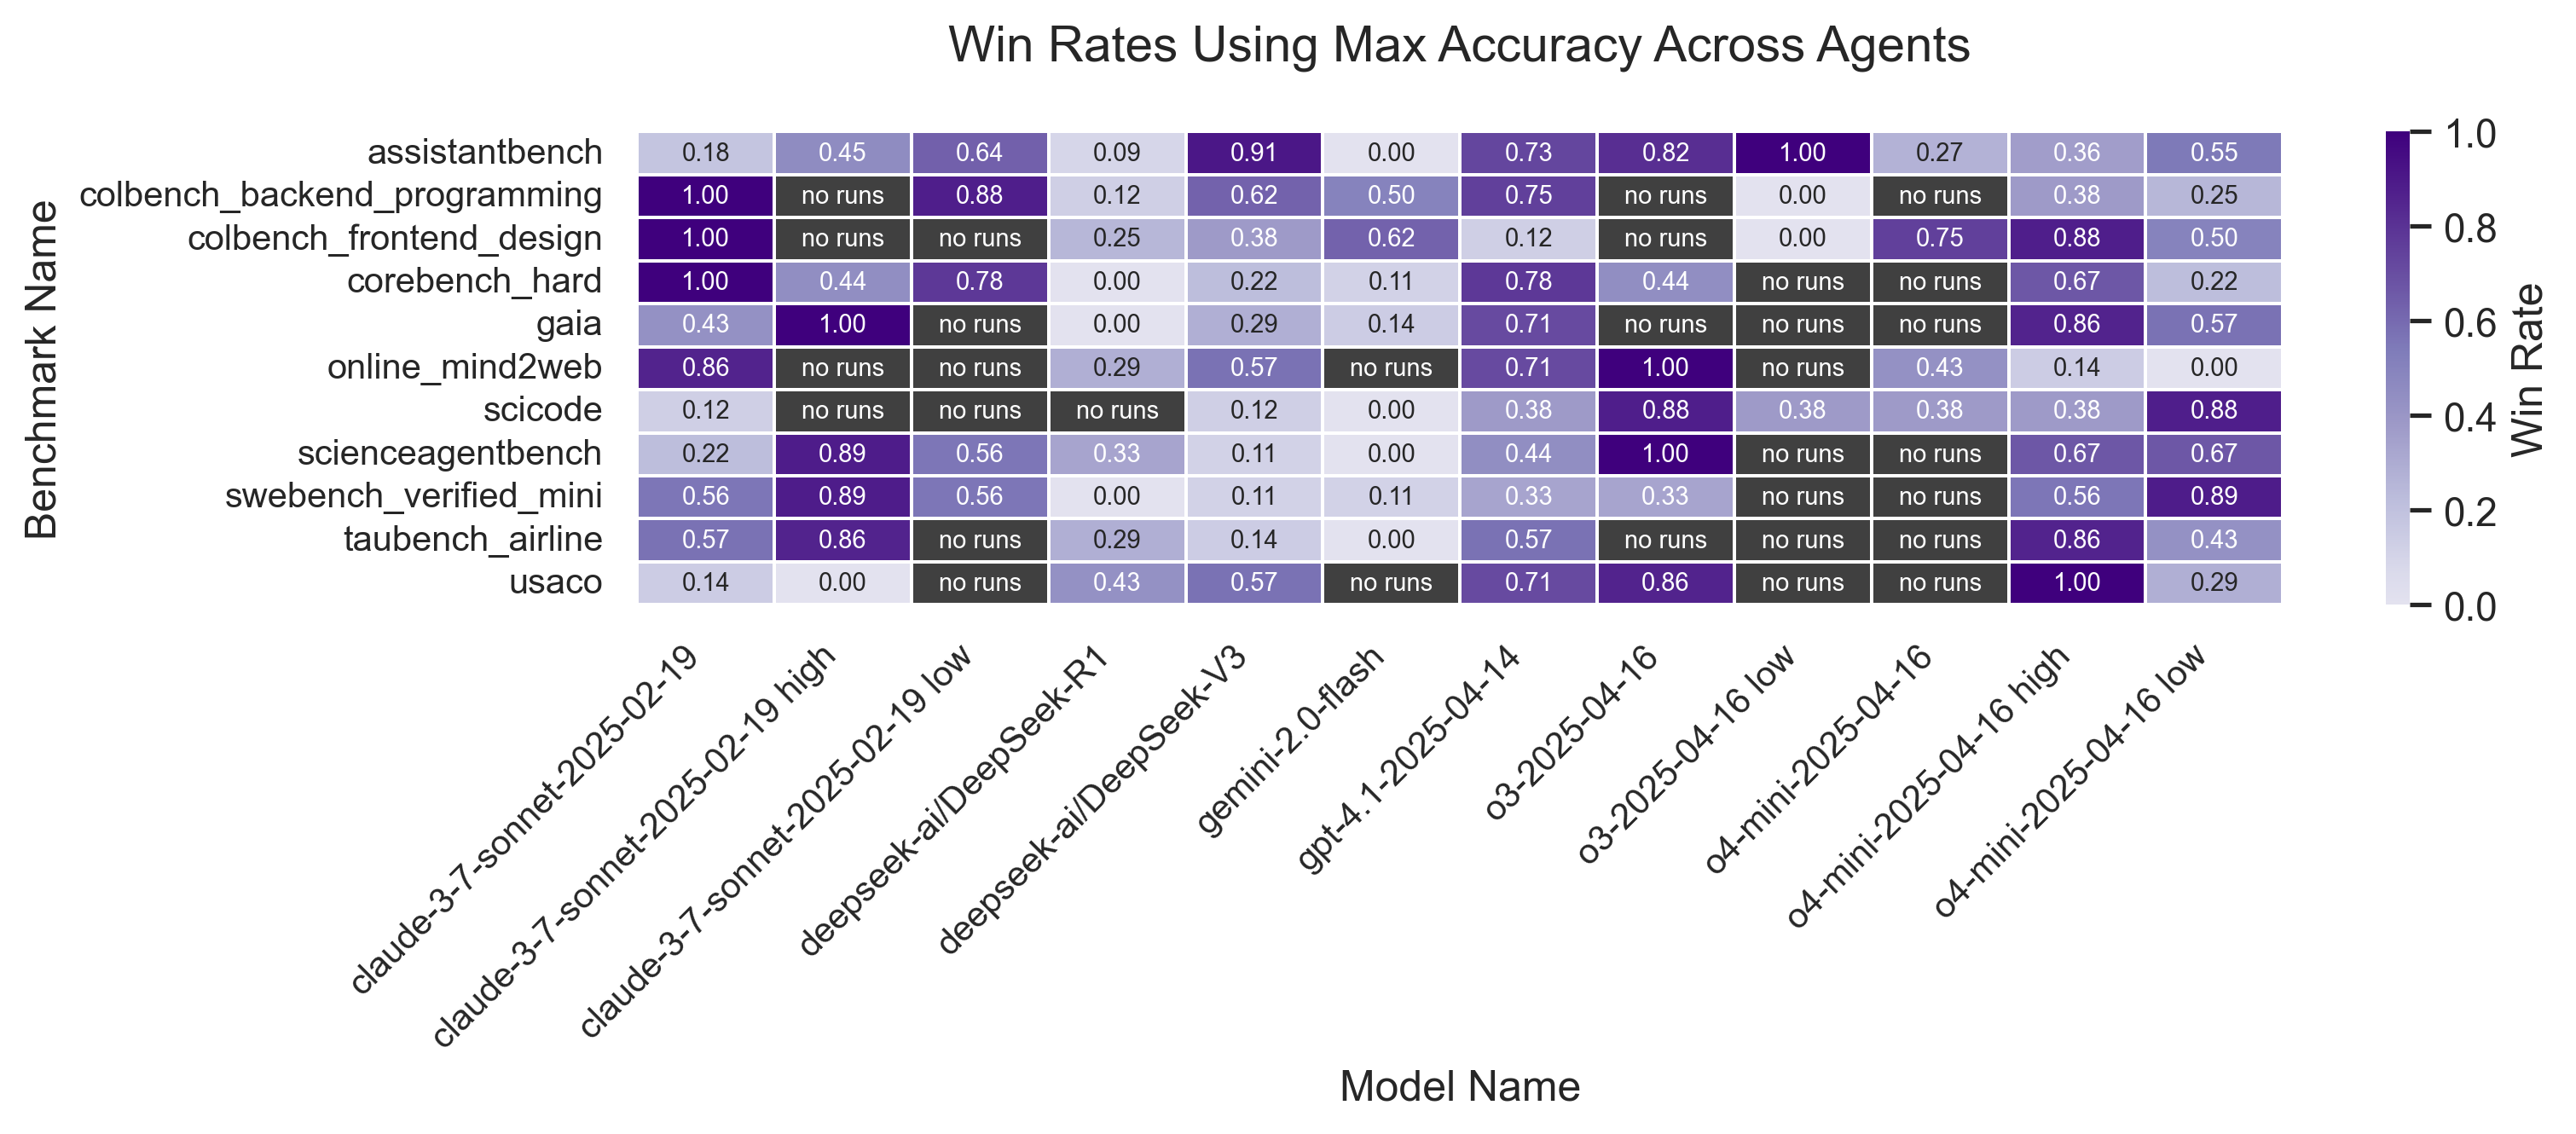 Win Rates Using Max Accuracy Across Agents
Benchmark Name
assistantbench 0.18 0.45 0.64 0.09 0.91 0.00 0.73 0.82 1.00 0.27 0.36 0.55
colbench_backend_programming 1.00 no runs 0.88 0.12 0.62 0.50 0.75 no runs 0.00 no runs 0.38 0.25
colbench_frontend_design 1.00 no runs no runs 0.25 0.38 0.62 0.12 no runs 0.00 0.75 0.88 0.50
corebench_hard 1.00 0.44 0.78 0.00 0.22 0.11 0.78 0.44 no runs no runs 0.67 0.22
gaia 0.43 1.00 no runs 0.00 0.29 0.14 0.71 no runs no runs no runs 0.86 0.57
online_mind2web 0.86 no runs no runs 0.29 0.57 no runs 0.71 1.00 no runs 0.43 0.14 0.00
scicode 0.12 no runs no runs no runs 0.12 0.00 0.38 0.88 0.38 0.38 0.38 0.88
scienceagentbench 0.22 0.89 0.56 0.33 0.11 0.00 0.44 1.00 no runs no runs 0.67 0.67
swebench_verified_mini 0.56 0.89 0.56 0.00 0.11 0.11 0.33 0.33 no runs no runs 0.56 0.89
taubench_airline 0.57 0.86 no runs 0.29 0.14 0.00 0.57 no runs no runs no runs 0.86 0.43
usaco 0.14 0.00 no runs 0.43 0.57 no runs 0.71 0.86 no runs no runs 1.00 0.29
claude-3-7-sonnet-2025-02-19
claude-3-7-sonnet-2025-02-19 high
claude-3-7-sonnet-2025-02-19 low
deepseek-ai/DeepSeek-R1
deepseek-ai/DeepSeek-V3
gemini-2.0-flash
gpt-4.1-2025-04-14
o3-2025-04-16
o3-2025-04-16 low
o4-mini-2025-04-16
o4-mini-2025-04-16 high
o4-mini-2025-04-16 low
Model Name
1.0
0.8
0.6
0.4
0.2
0.0
Win Rate